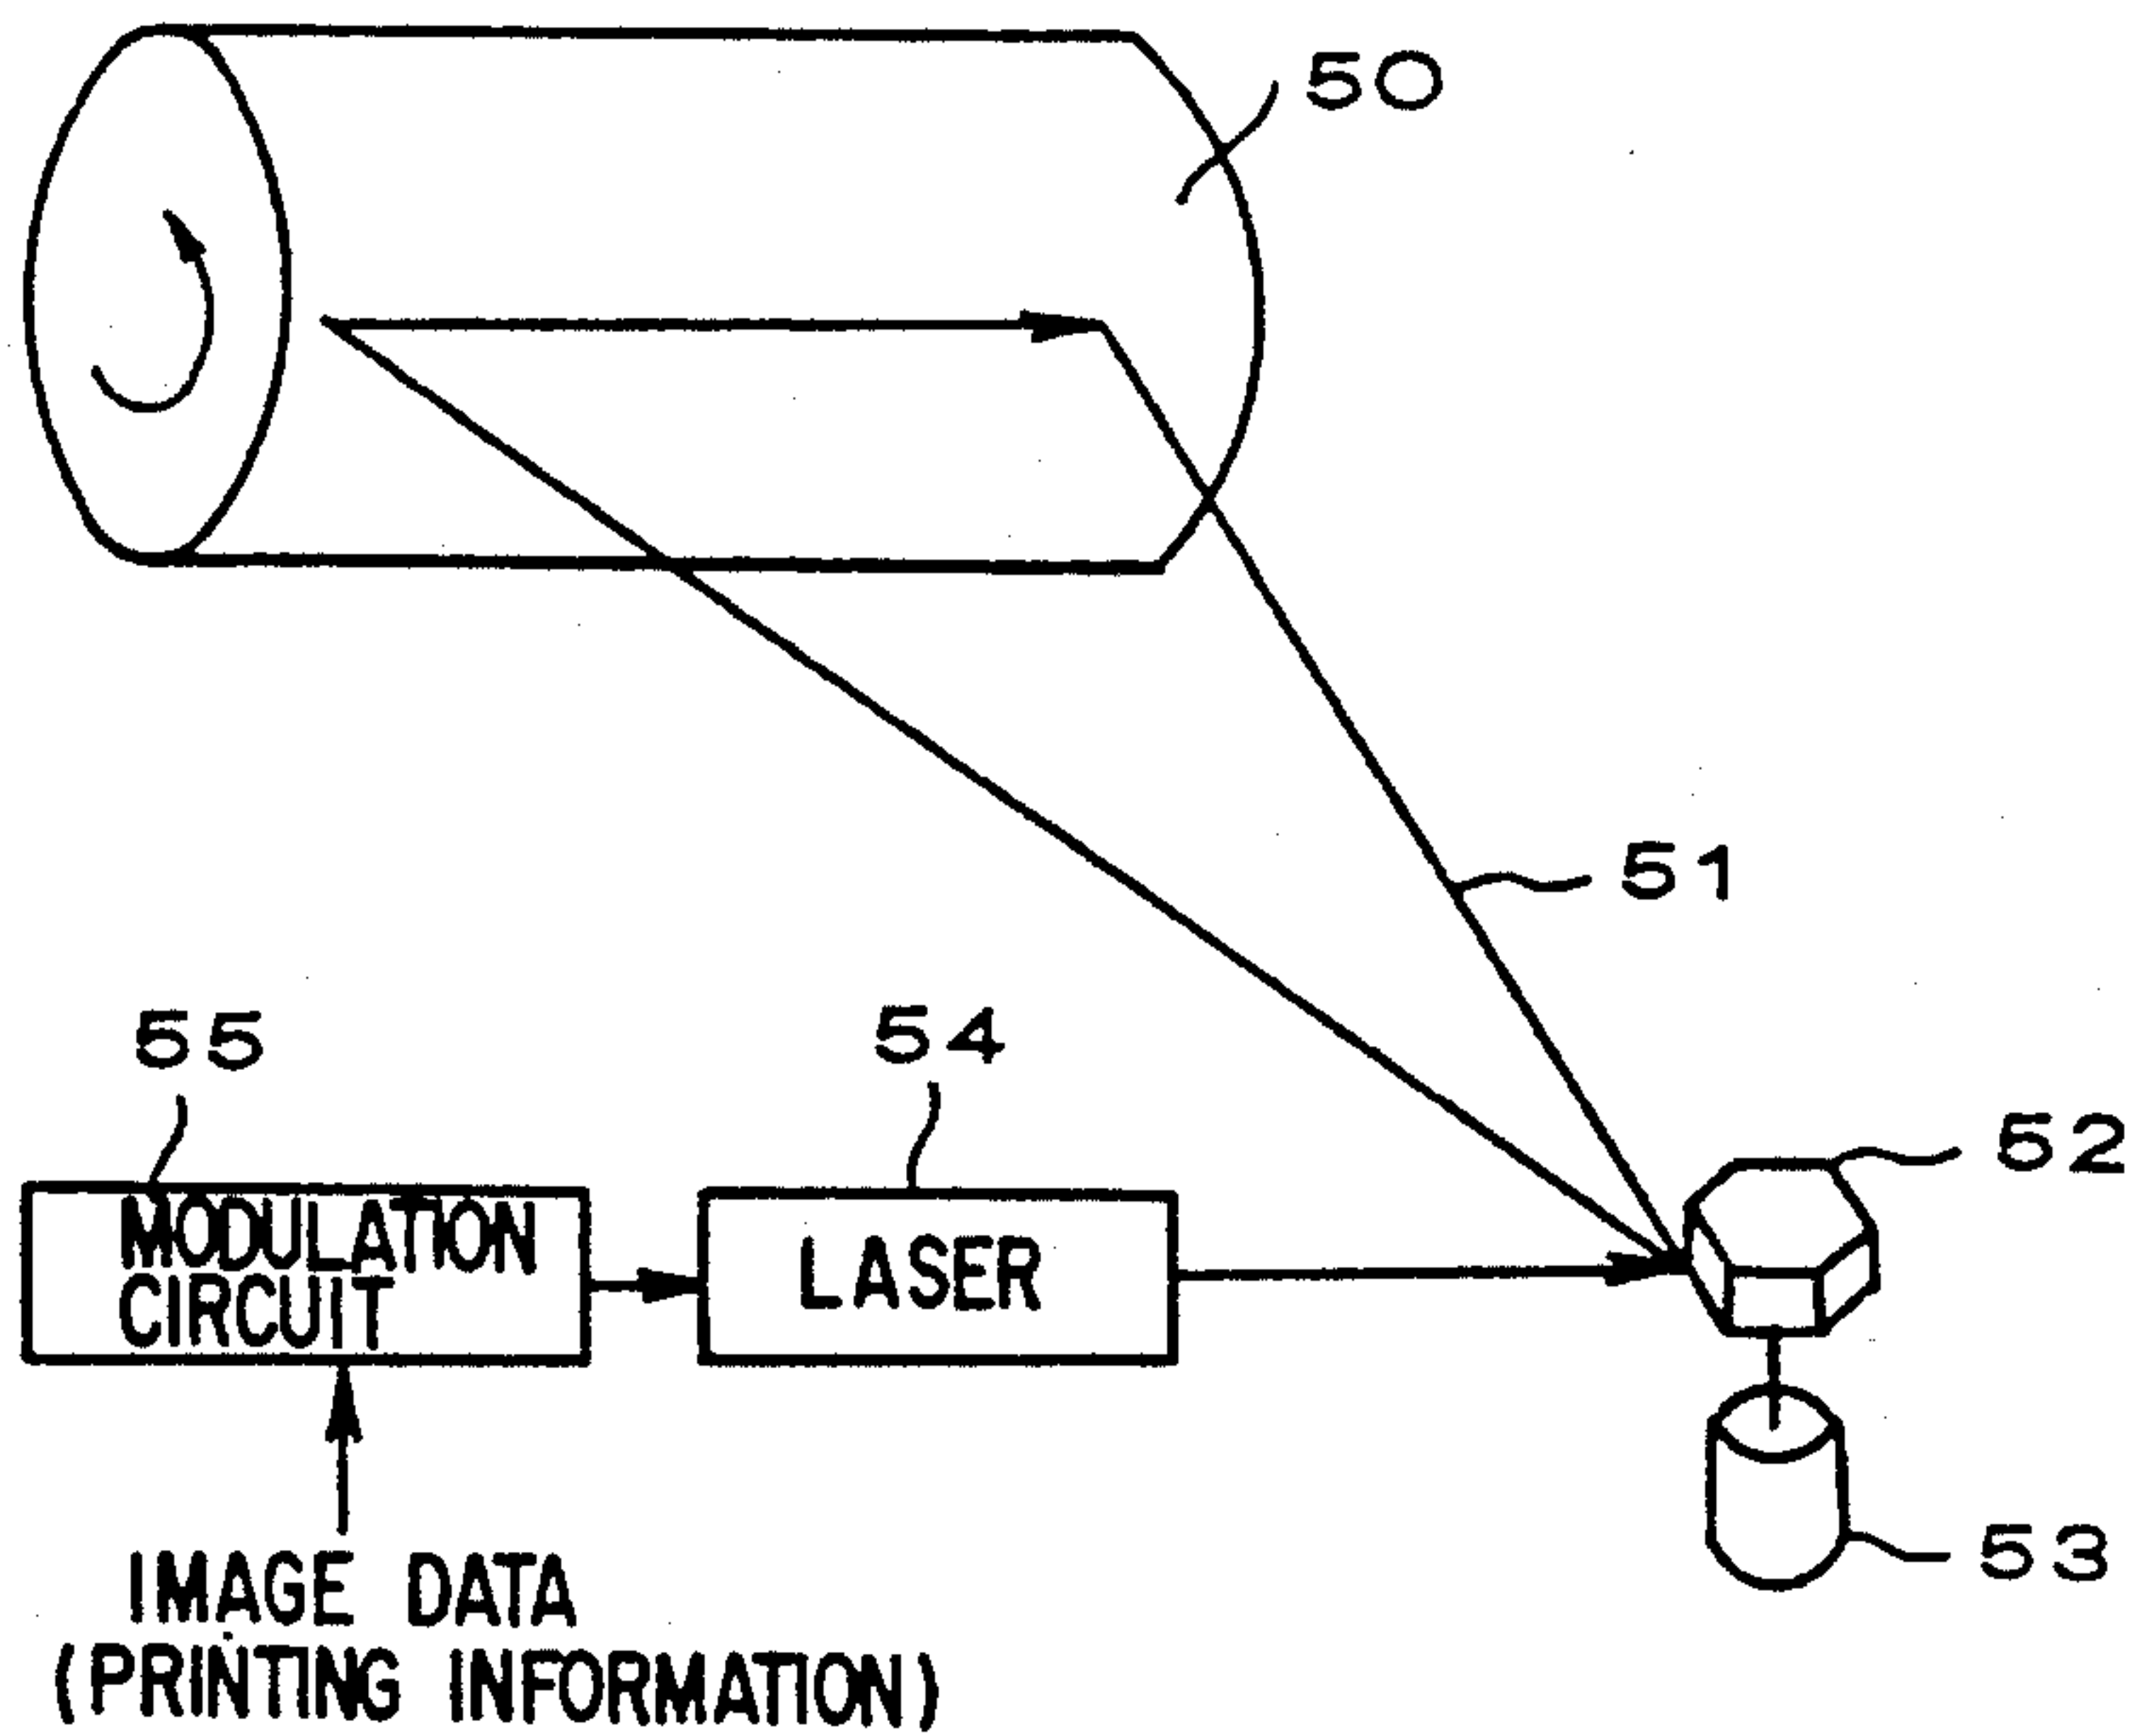 50
51
55
54
52
MODULATION
CIRCUIT
LASER
53
IMAGE DATA
(PRINTING INFORMATION)